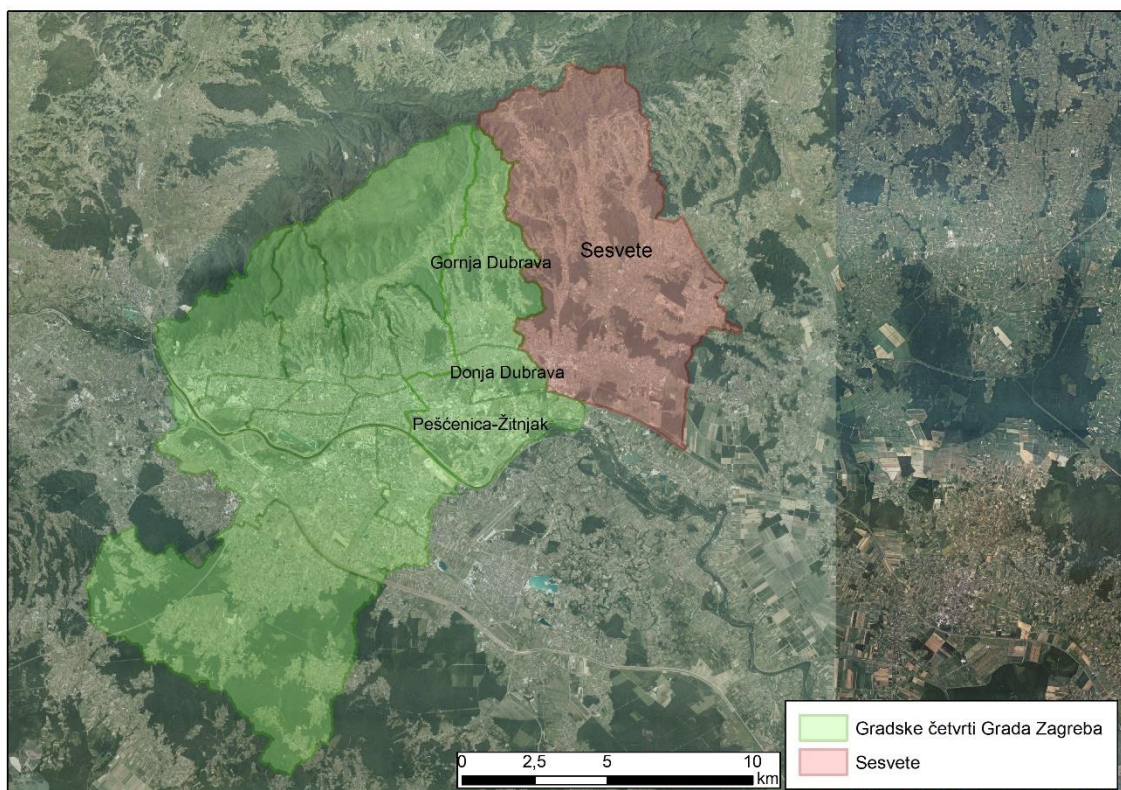 Sesvete
Gornja Dubrava
Donja Dubrava
Pešćenica-Žitnjak
Gradske četvrti Grada Zagreba
Sesvete
0 2,5 5 10
km